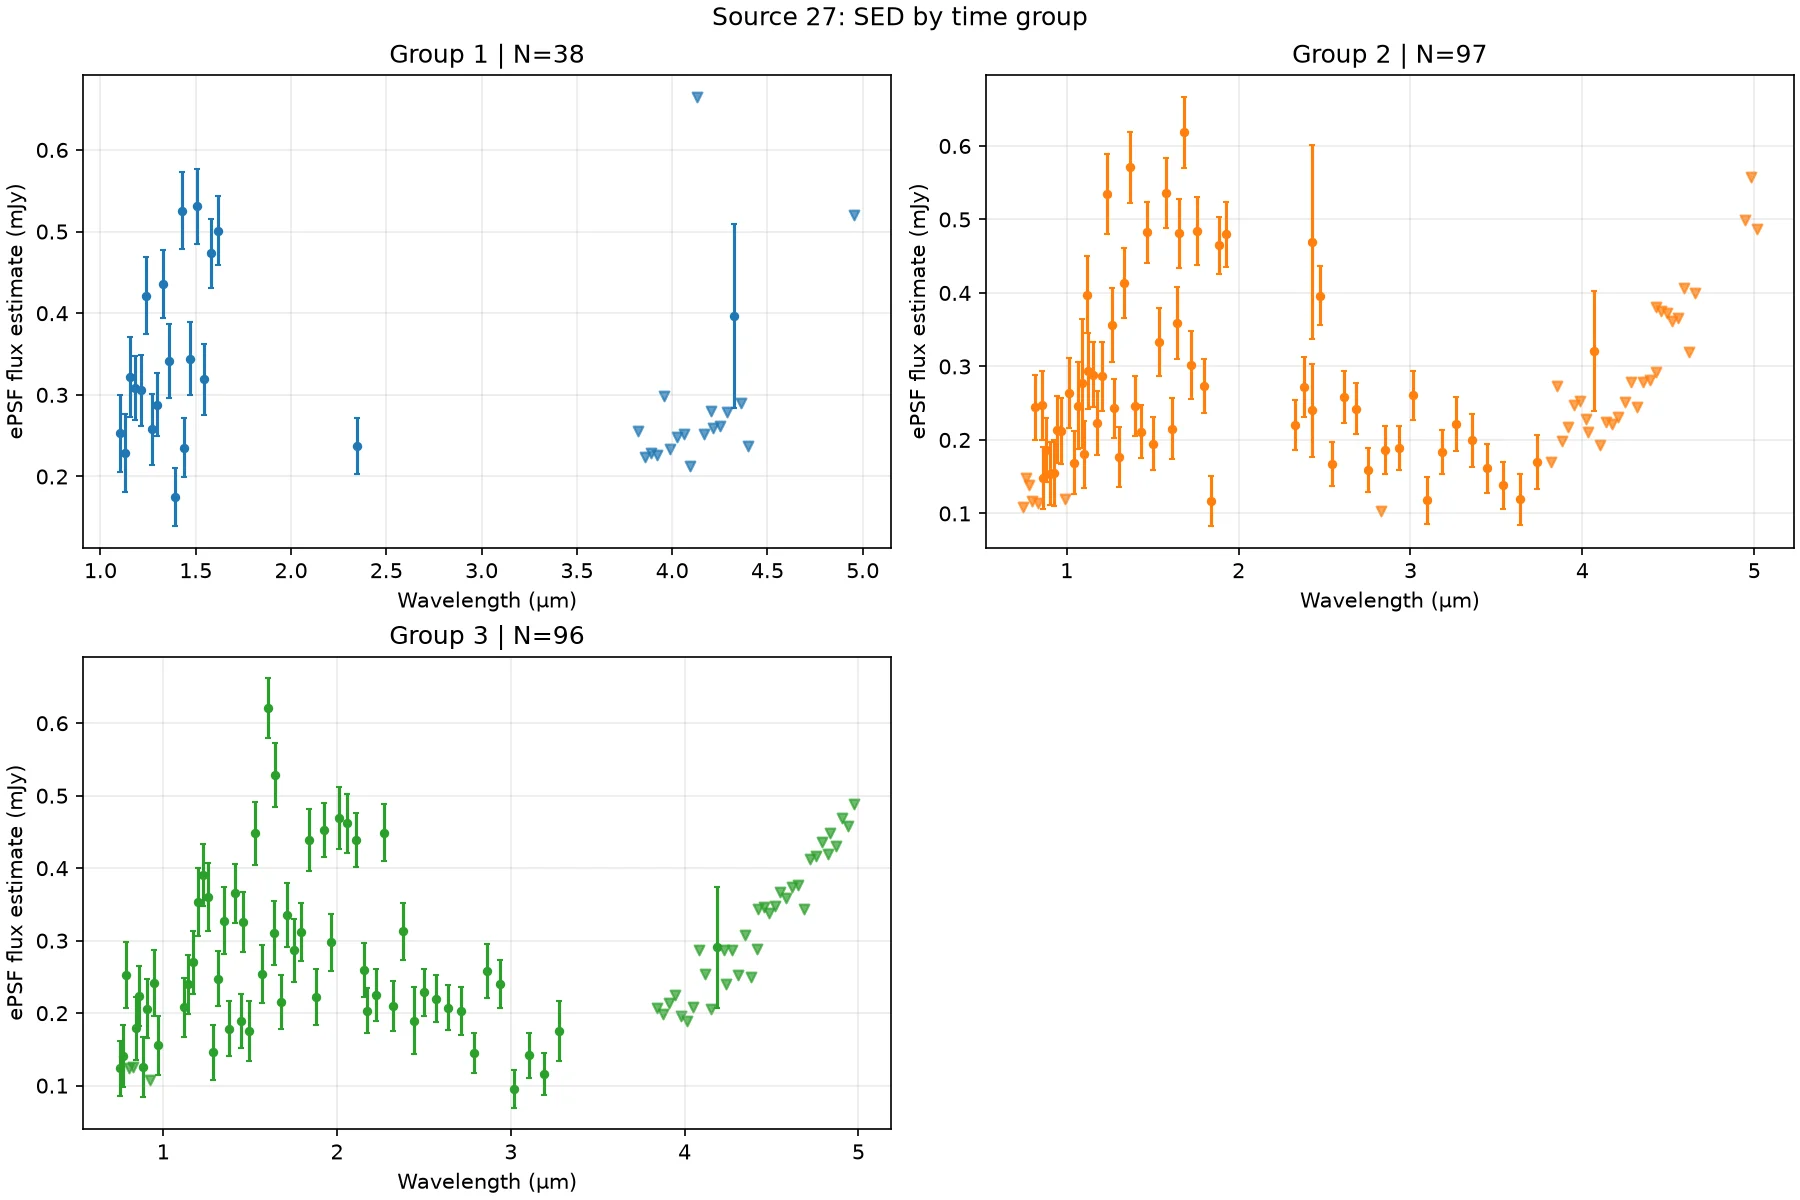 Source 27: SED by time group
Group 1 | N=38
ePSF flux estimate (mJy)
0.6
0.5
0.4
0.3
0.2
1.0 1.5 2.0 2.5 3.0 3.5 4.0 4.5 5.0
Wavelength (μm)
Group 2 | N=97
ePSF flux estimate (mJy)
0.6
0.5
0.4
0.3
0.2
0.1
1 2 3 4 5
Wavelength (μm)
Group 3 | N=96
ePSF flux estimate (mJy)
0.6
0.5
0.4
0.3
0.2
0.1
1 2 3 4 5
Wavelength (μm)